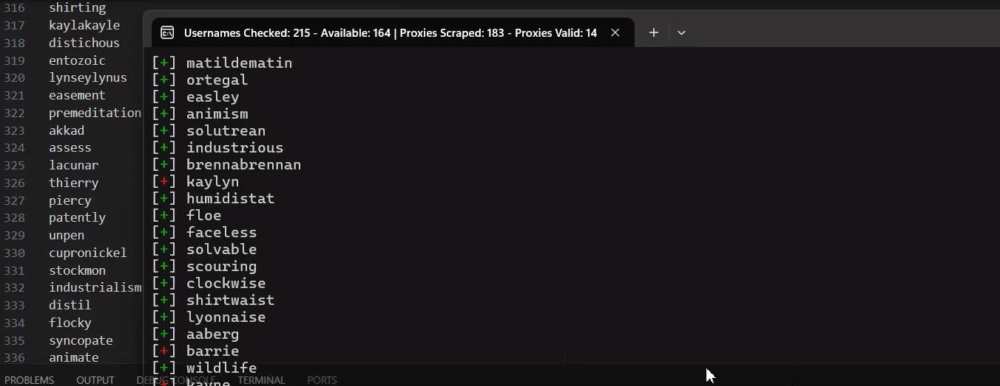 316 shirting
317 kaylakayle
318 distichous
319 entozoic
320 lynseylynus
321 easement
322 premeditation
323 akkad
324 assess
325 lacunar
326 thierry
327 piercy
328 patently
329 unpen
330 cupronickel
331 stockmon
332 industrialism
333 distil
334 flocky
335 syncopate
336 animate
Usernames Checked: 215 - Available: 164 | Proxies Scraped: 183 - Proxies Valid: 14
[+] matildematin
[+] ortegal
[+] easley
[+] animism
[+] solutrean
[+] industrious
[+] brennabrennan
[+] kaylyn
[+] humidistat
[+] floe
[+] faceless
[+] solvable
[+] scouring
[+] clockwise
[+] shirtwaist
[+] lyonnaise
[+] aaberg
[+] barrie
[+] wildlife
[+] kayne
PROBLEMS OUTPUT DEBUG CONSOLE TERMINAL PORTS